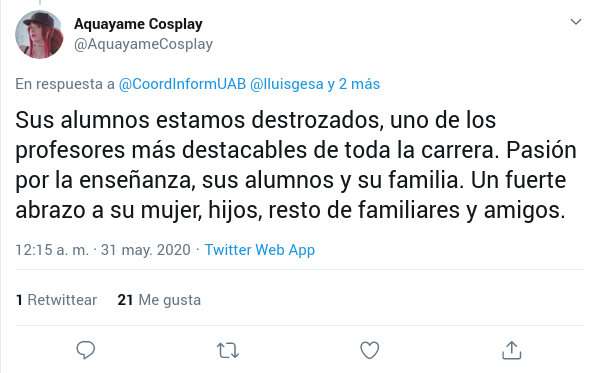 Aquayame Cosplay
@AquayameCosplay
En respuesta a @CoordInformUAB @lluisgesa y 2 más
Sus alumnos estamos destrozados, uno de los
profesores más destacables de toda la carrera. Pasión
por la enseñanza, sus alumnos y su familia. Un fuerte
abrazo a su mujer, hijos, resto de familiares y amigos.
12:15 a. m. · 31 may. 2020 · Twitter Web App
1 Retwittear 21 Me gusta